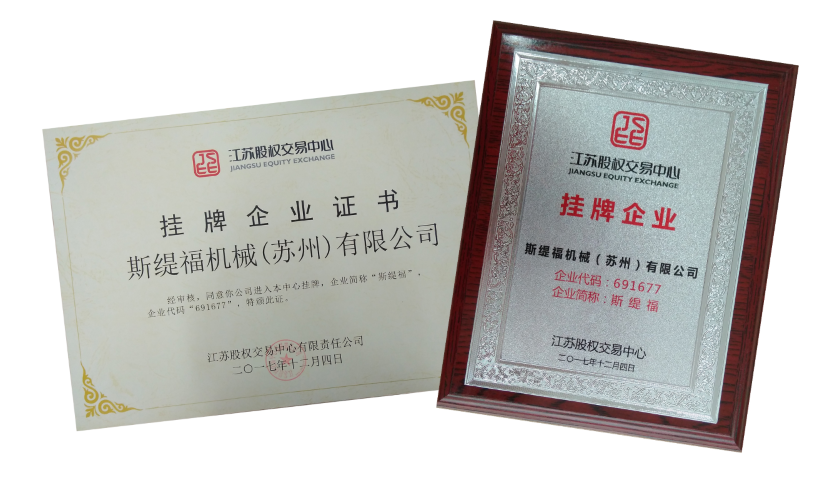 JS
EE
江苏股权交易中心
JIANGSU EQUITY EXCHANGE
挂牌企业证书
斯缇福机械(苏州)有限公司
经审核，同意你公司进入本中心挂牌，企业简称“斯缇福”，
企业代码“691677”，特颁此证。
江苏股权交易中心有限责任公司
二〇一七年十二月四日
JS
EE
江苏股权交易中心
JIANGSU EQUITY EXCHANGE
挂牌企业
斯缇福机械（苏州）有限公司
企业代码：691677
企业简称：斯缇福
江苏股权交易中心
二〇一七年十二月四日